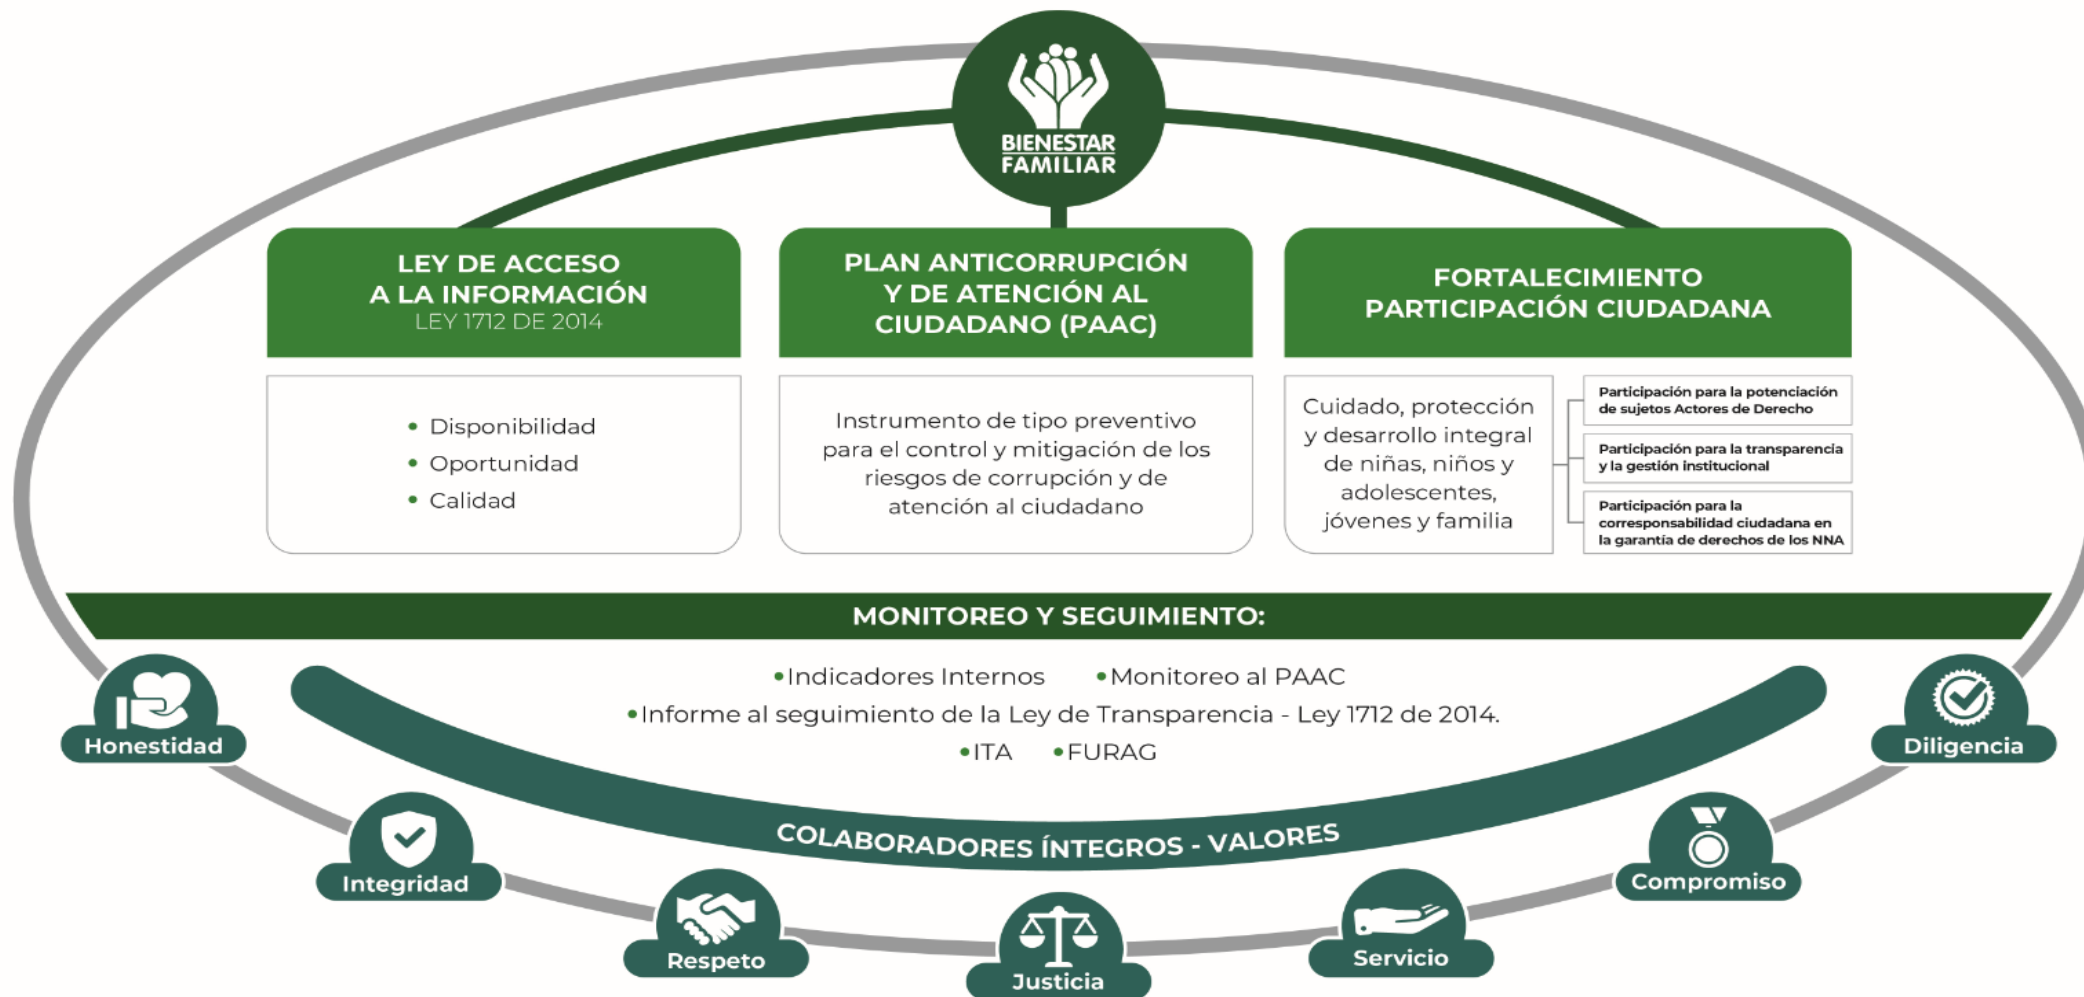 BIENESTAR
FAMILIAR
LEY DE ACCESO
A LA INFORMACIÓN
LEY 1712 DE 2014
• Disponibilidad
• Oportunidad
• Calidad
PLAN ANTICORRUPCIÓN
Y DE ATENCIÓN AL
CIUDADANO (PAAC)
Instrumento de tipo preventivo
para el control y mitigación de los
riesgos de corrupción y de
atención al ciudadano
FORTALECIMIENTO
PARTICIPACIÓN CIUDADANA
Cuidado, protección
y desarrollo integral
de niñas, niños y
adolescentes,
jóvenes y familia
Participación para la potenciación
de sujetos Actores de Derecho
Participación para la transparencia
y la gestión institucional
Participación para la
corresponsabilidad ciudadana en
la garantía de derechos de los NNA
MONITOREO Y SEGUIMIENTO:
•Indicadores Internos •Monitoreo al PAAC
•Informe al seguimiento de la Ley de Transparencia - Ley 1712 de 2014.
•ITA •FURAG
COLABORADORES ÍNTEGROS - VALORES
Honestidad
Integridad
Respeto
Justicia
Servicio
Compromiso
Diligencia